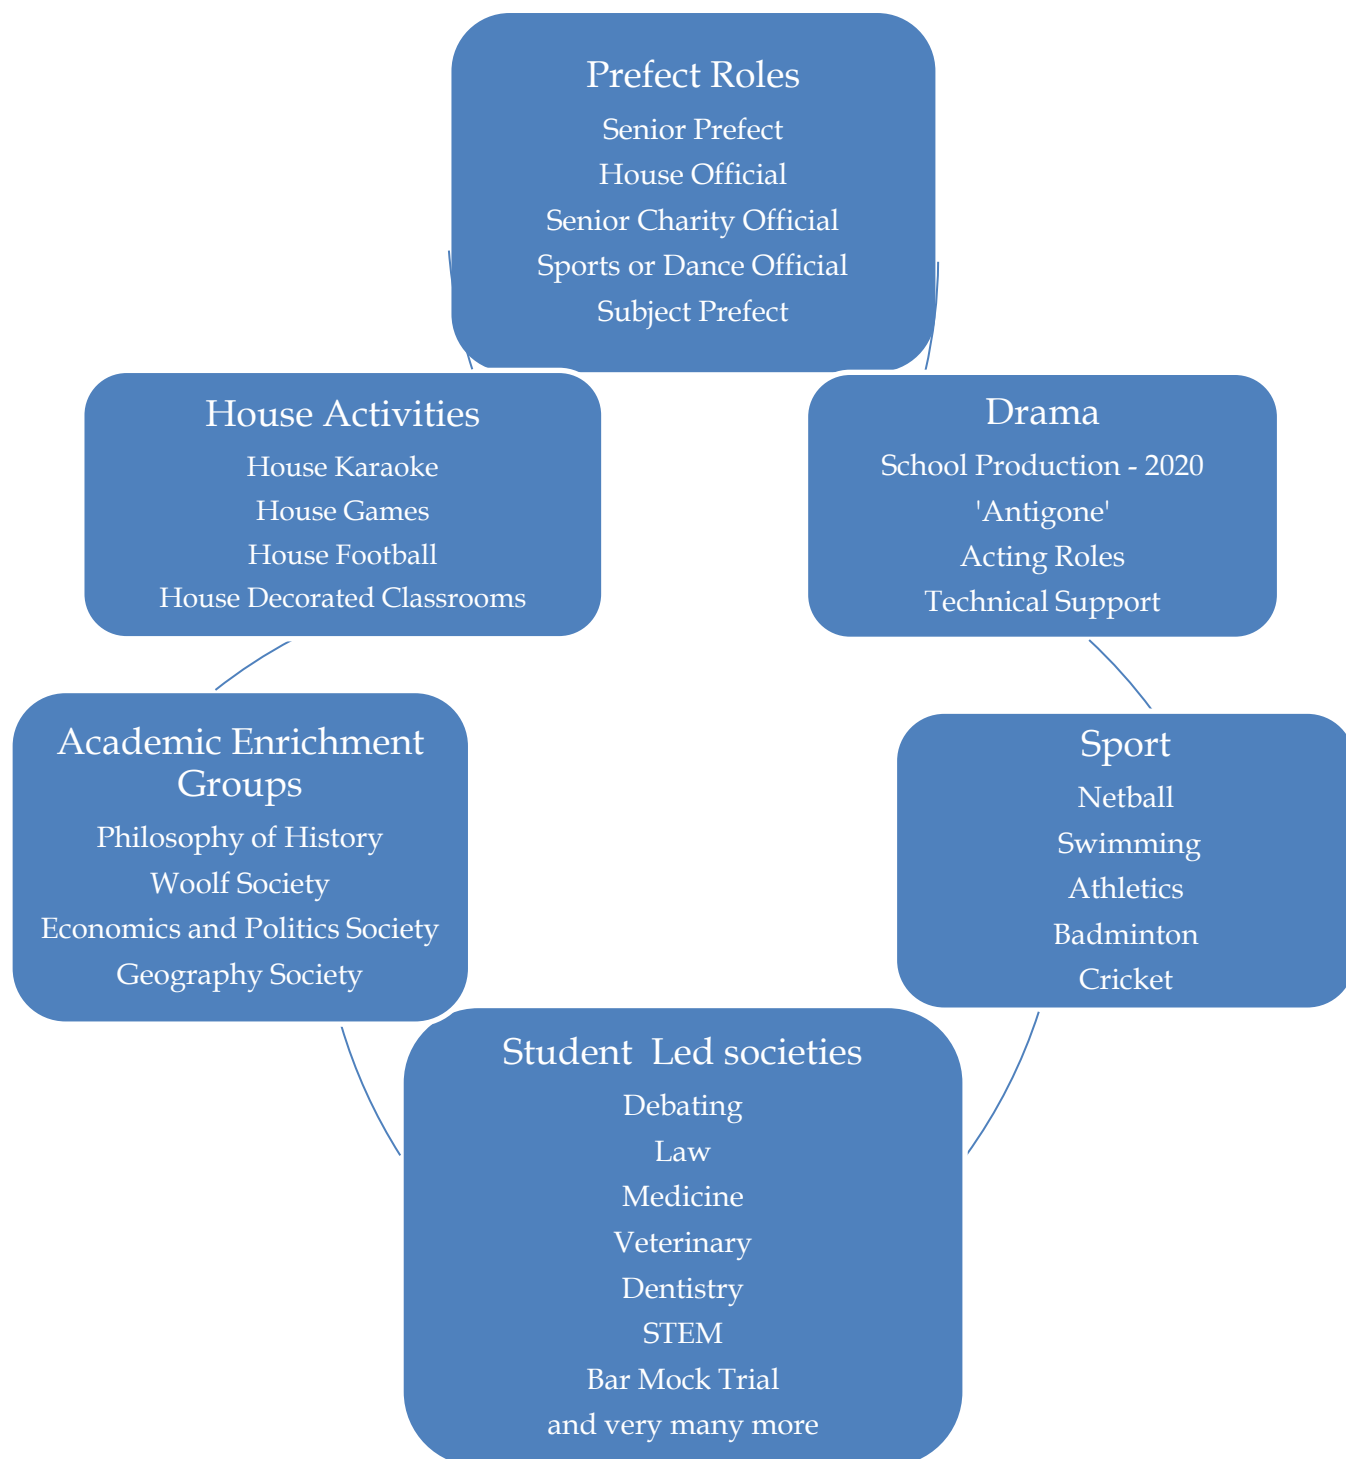 Prefect Roles
Senior Prefect
House Official
Senior Charity Official
Sports or Dance Official
Subject Prefect
House Activities
House Karaoke
House Games
House Football
House Decorated Classrooms
Drama
School Production - 2020
'Antigone'
Acting Roles
Technical Support
Academic Enrichment
Groups
Philosophy of History
Woolf Society
Economics and Politics Society
Geography Society
Sport
Netball
Swimming
Athletics
Badminton
Cricket
Student  Led societies
Debating
Law
Medicine
Veterinary
Dentistry
STEM
Bar Mock Trial
and very many more